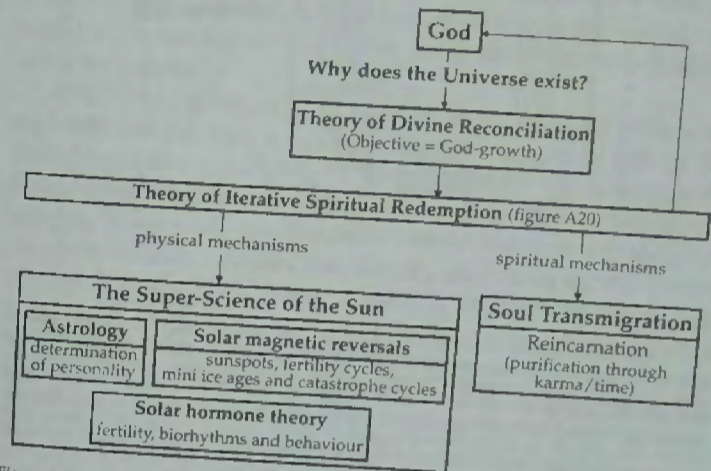 God
Why does the Universe exist?
Theory of Divine Reconciliation
(Objective = God-growth)
Theory of Iterative Spiritual Redemption (figure A20)
physical mechanisms
spiritual mechanisms
The Super-Science of the Sun
Astrology
determination
of personality
Solar magnetic reversals
sunspots, fertility cycles,
mini ice ages and catastrophe cycles
Solar hormone theory
fertility, biorhythms and behaviour
Soul Transmigration
Reincarnation
(purification through
karma/time)